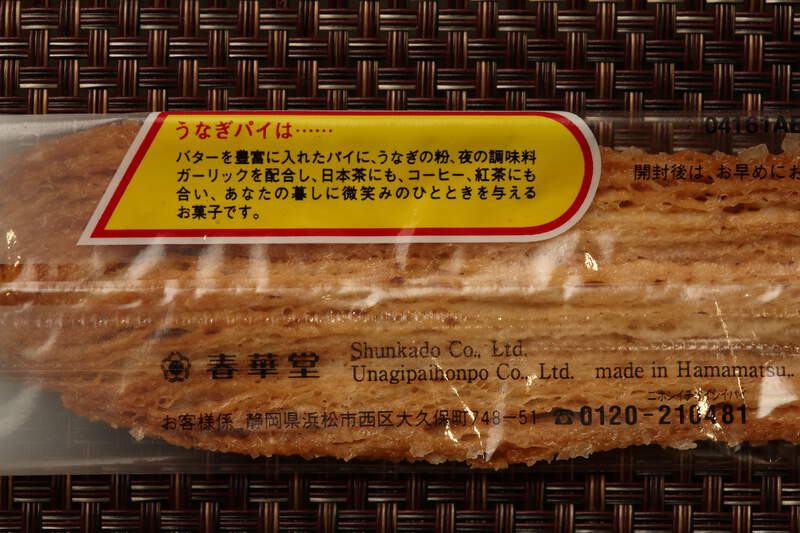 うなぎパイは……
バターを豊富に入れたパイに、うなぎの粉、夜の調味料
ガーリックを配合し、日本茶にも、コーヒー、紅茶にも
合い、あなたの暮しに微笑みのひとときを与える
お菓子です。
04161AE
開封後は、お早めにお
春華堂
Shunkado Co., Ltd.
Unagipaihonpo Co., Ltd. made in Hamamatsu,.
お客様係 静岡県浜松市西区大久保町748-51 ☎0120-210481